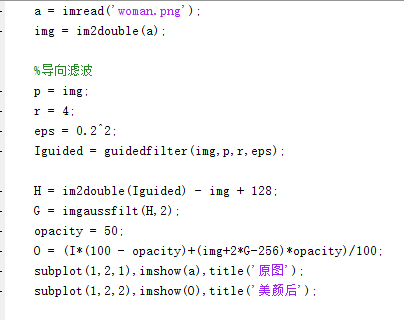 a = imread('woman.png');
img = im2double(a);
%导向滤波
p = img;
r = 4;
eps = 0.2^2;
Iguided = guidedfilter(img,p,r,eps);
H = im2double(Iguided) - img + 128;
G = imgaussfilt(H,2);
opacity = 50;
O = (I*(100 - opacity)+(img+2*G-256)*opacity)/100;
subplot(1,2,1),imshow(a),title('原图');
subplot(1,2,2),imshow(O),title('美颜后');